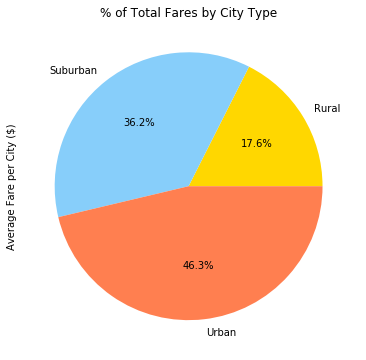 % of Total Fares by City Type
Suburban
Rural
36.2%
17.6%
Average Fare per City ($)
46.3%
Urban